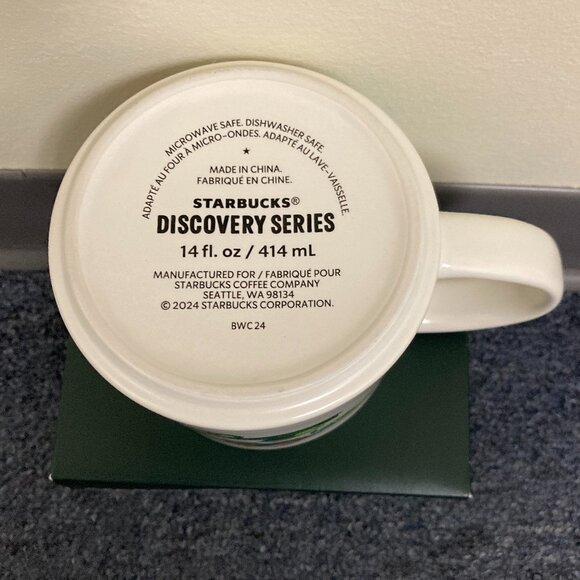 MICROWAVE SAFE. DISHWASHER SAFE.
ADAPTÉ AU FOUR À MICRO-ONDES. ADAPTÉ AU LAVE-VAISSELLE.
MADE IN CHINA.
FABRIQUÉ EN CHINE.
STARBUCKS®
DISCOVERY SERIES
14 fl. oz / 414 mL
MANUFACTURED FOR / FABRIQUÉ POUR
STARBUCKS COFFEE COMPANY
SEATTLE, WA 98134
© 2024 STARBUCKS CORPORATION.
BWC 24